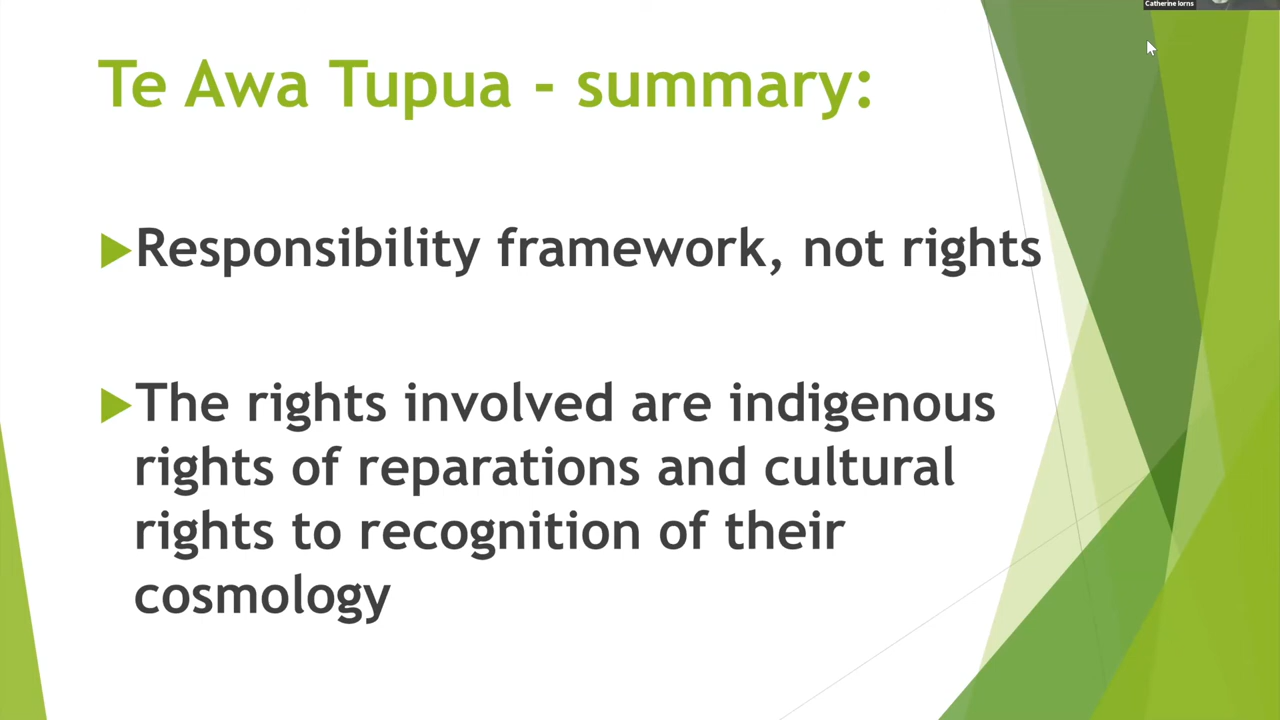 Catherine Iorns
Te Awa Tupua - summary:
Responsibility framework, not rights
The rights involved are indigenous
rights of reparations and cultural
rights to recognition of their
cosmology